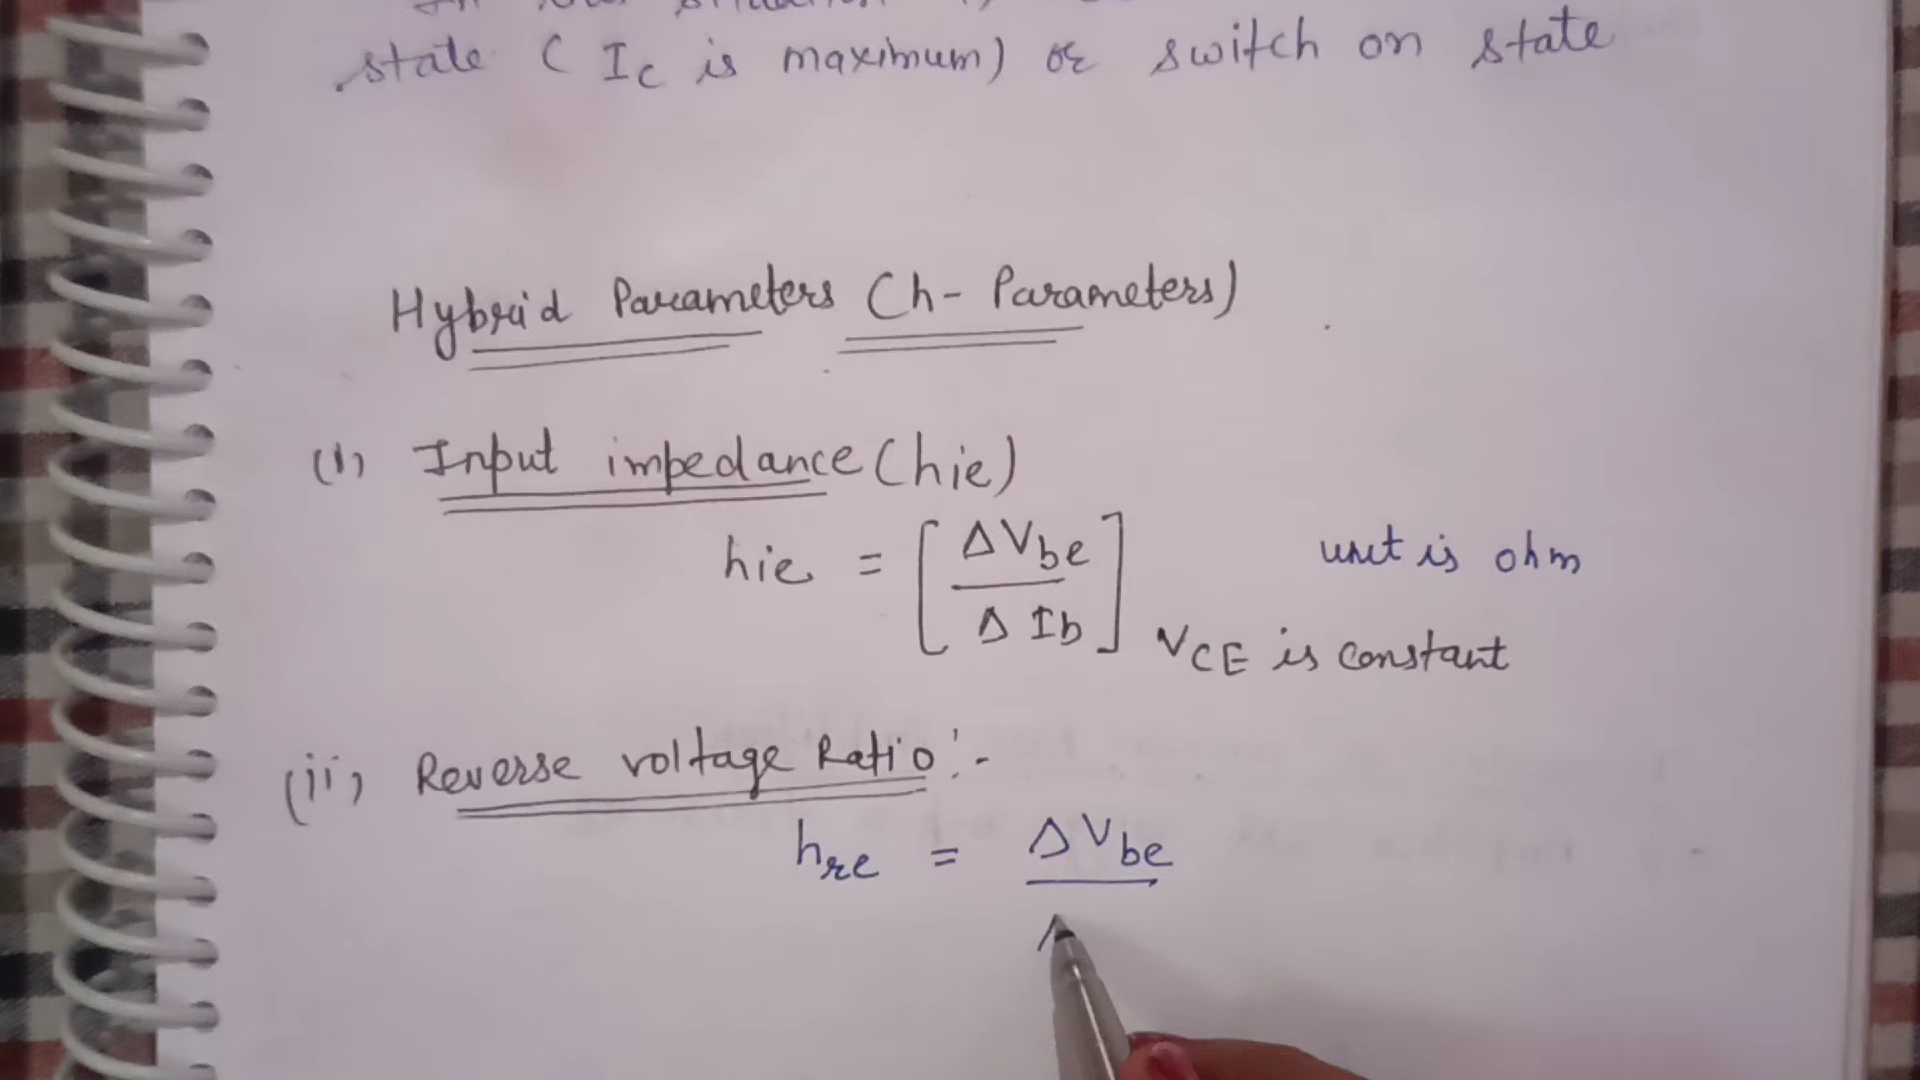 state ( Ic is maximum) or switch on state
Hybrid Parameters (h- Parameters)
(i) Input impedance (hie)
hie = [ΔVbe / ΔIb] VCE is constant
unit is ohm
(ii) Reverse voltage Ratio :-
hre = ΔVbe